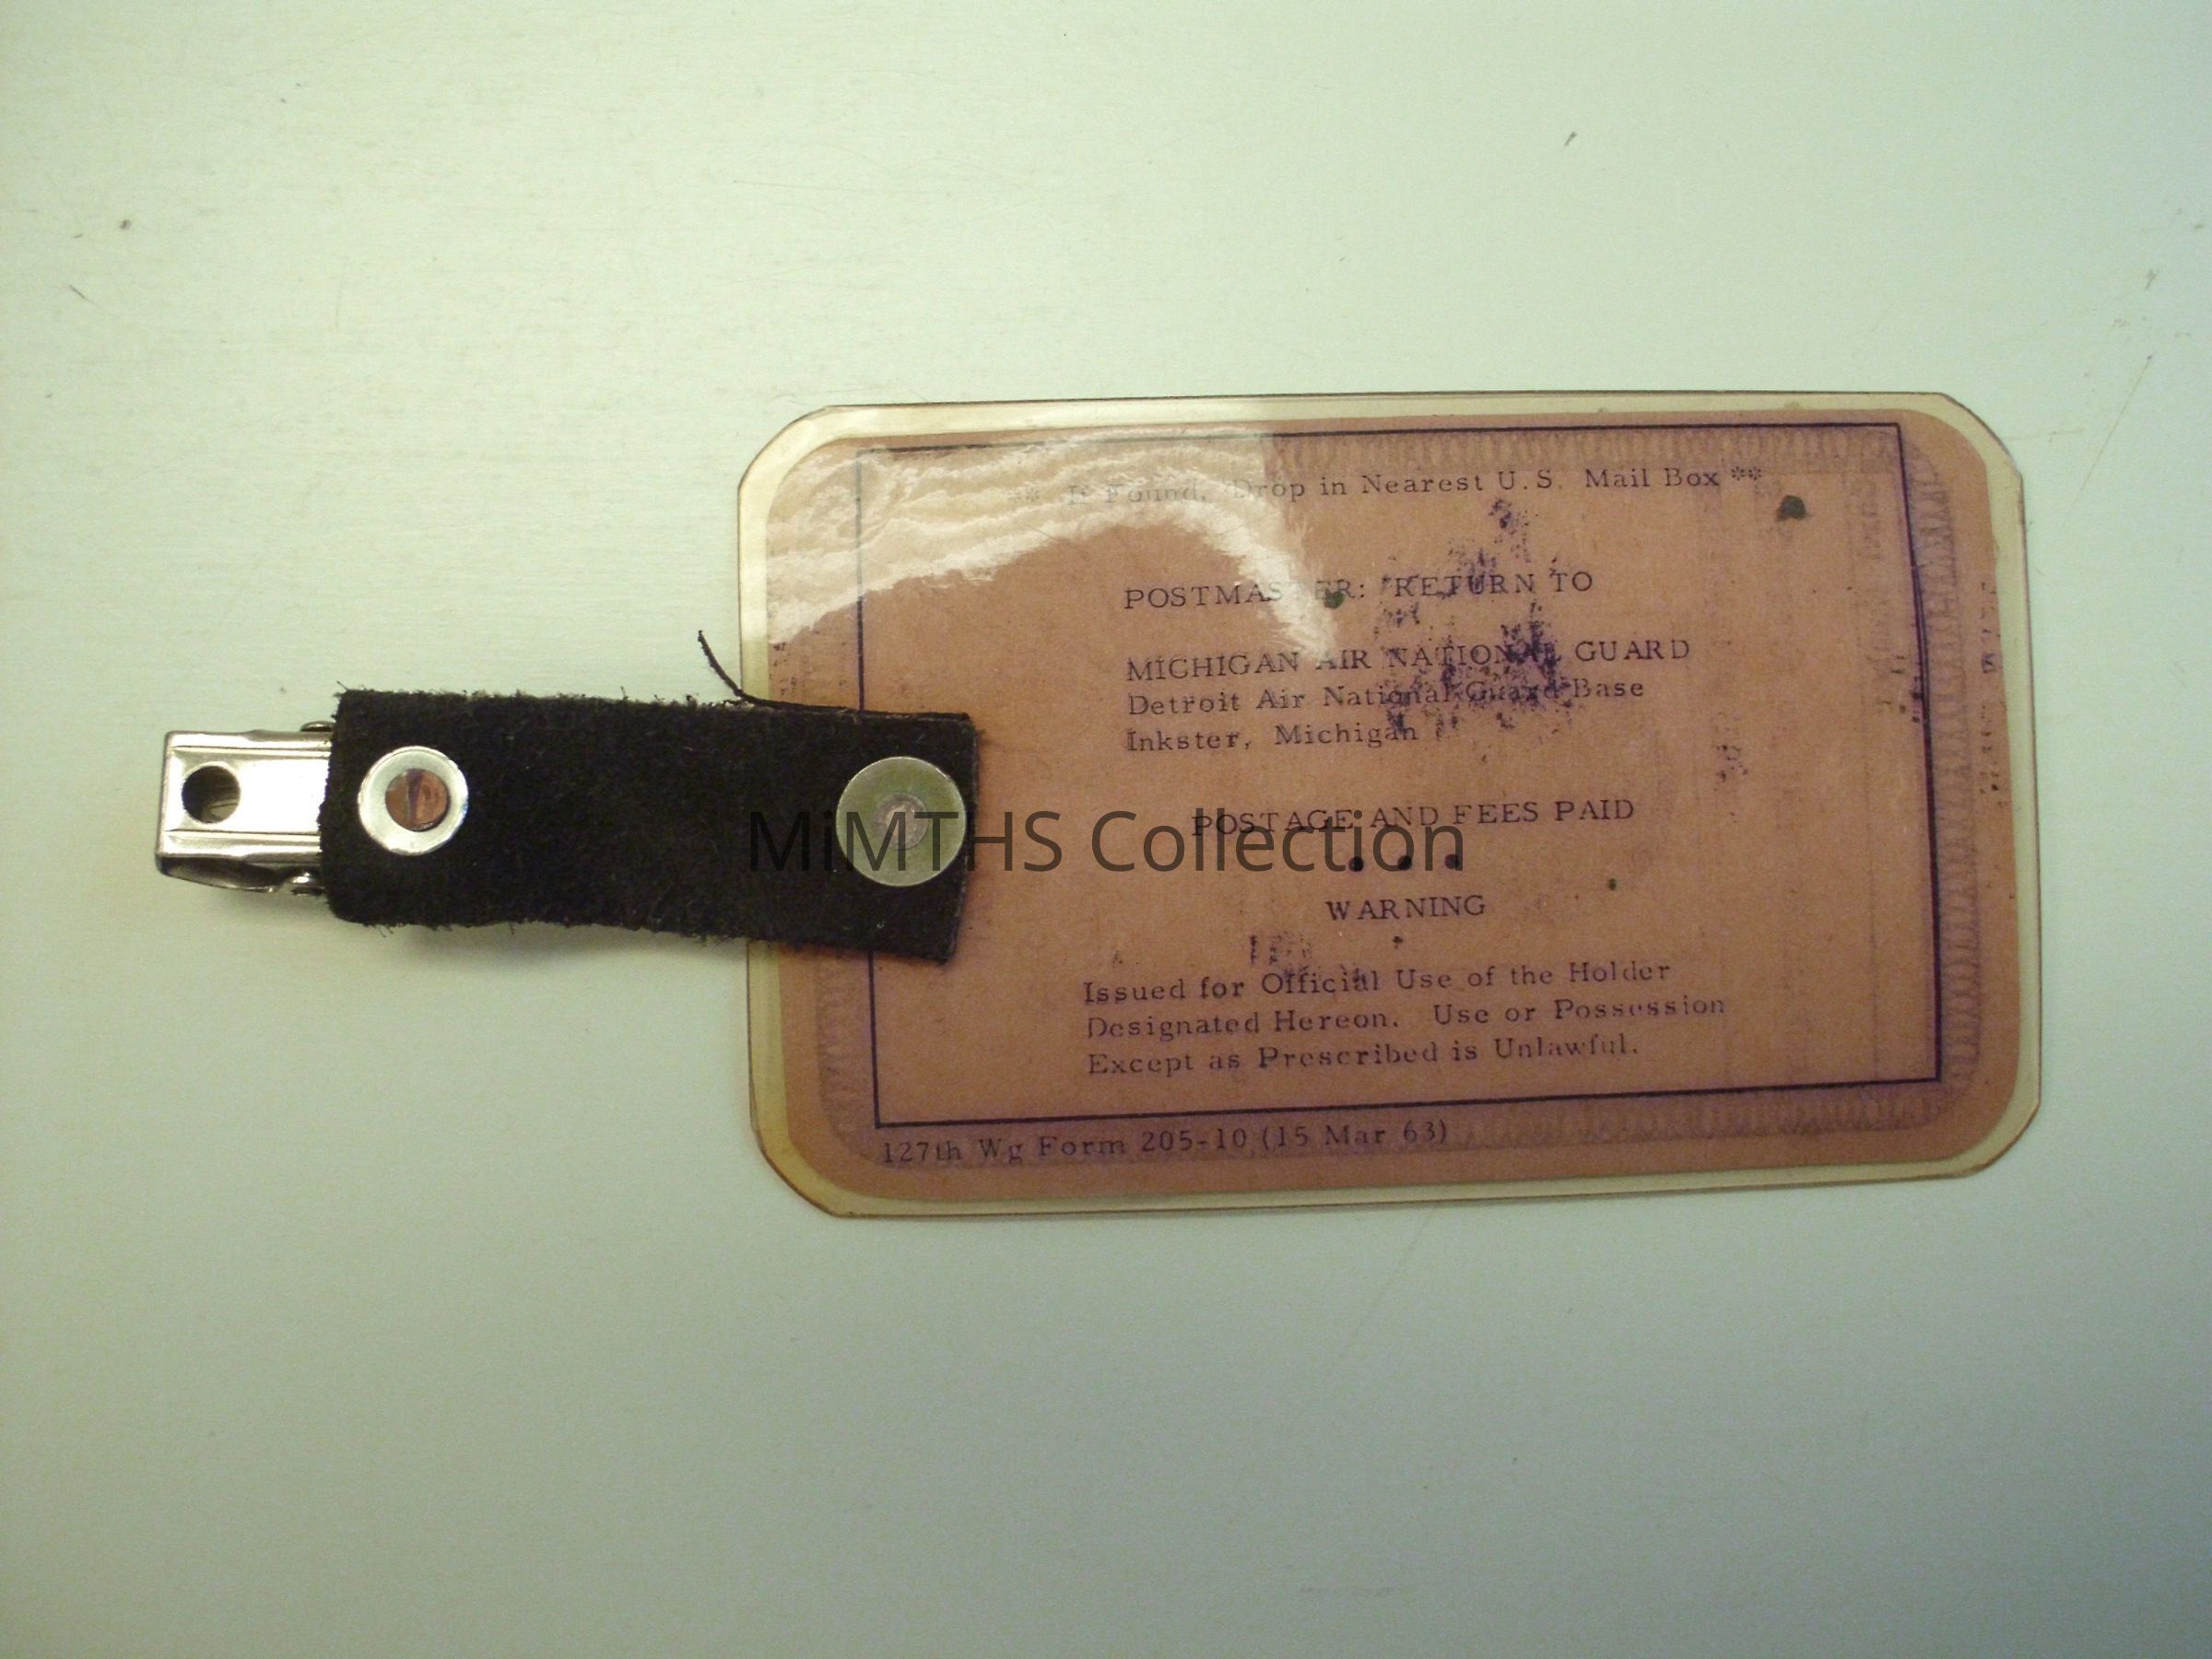 ** If Found, Drop in Nearest U.S. Mail Box **
POSTMASTER: RETURN TO
MICHIGAN AIR NATIONAL GUARD
Detroit Air National Guard Base
Inkster, Michigan
POSTAGE AND FEES PAID
• • •
WARNING
Issued for Official Use of the Holder
Designated Hereon. Use or Possession
Except as Prescribed is Unlawful.
127th Wg Form 205-10 (15 Mar 63)
MiMTHS Collection